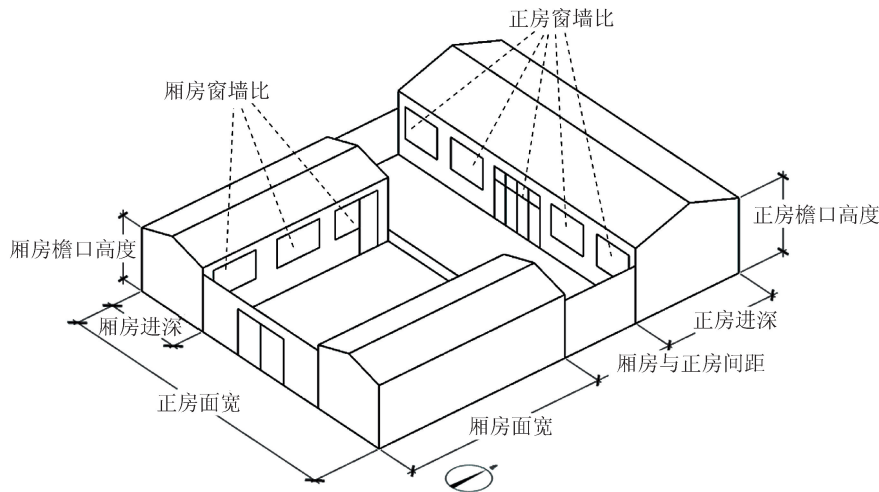 正房窗墙比
厢房窗墙比
正房檐口高度
厢房檐口高度
厢房进深
正房进深
厢房与正房间距
正房面宽
厢房面宽